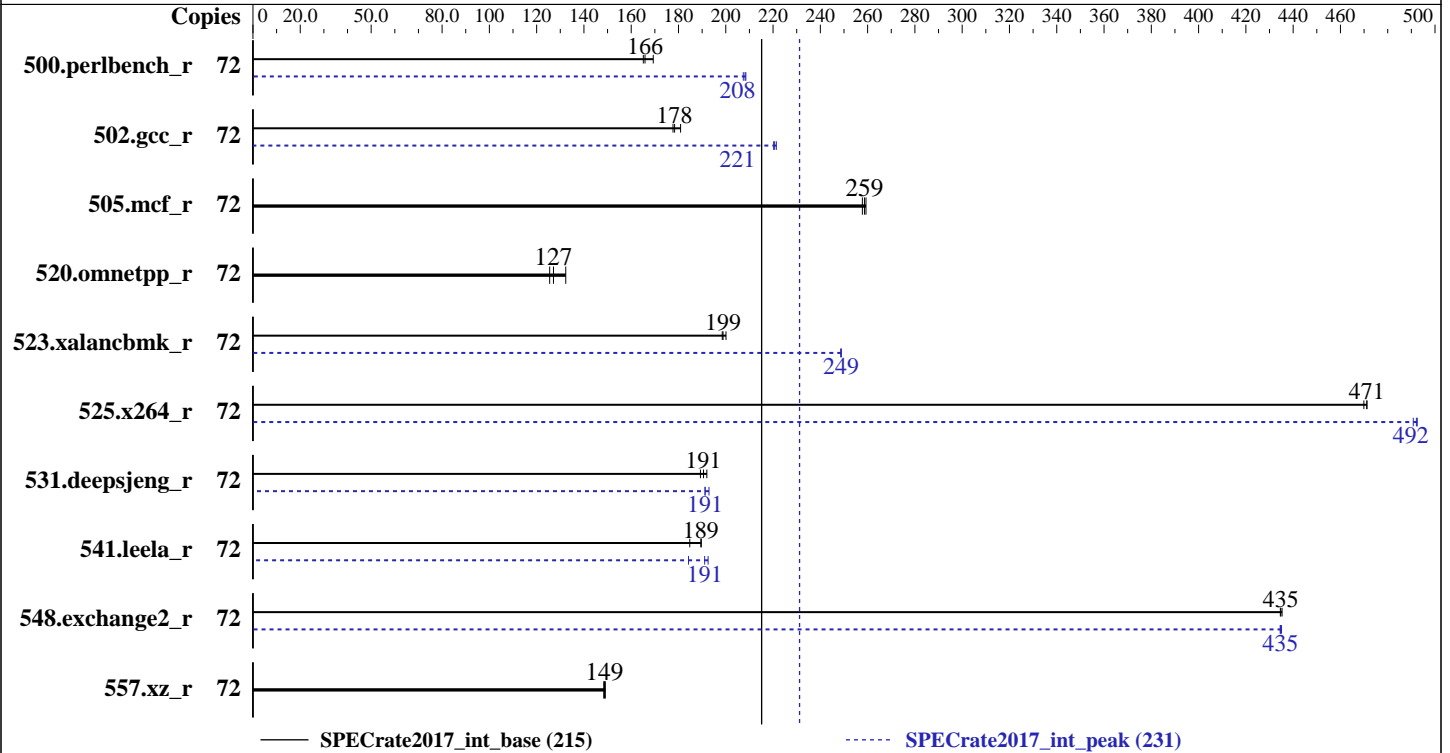 Copies 0 20.0 50.0 80.0 100 120 140 160 180 200 220 240 260 280 300 320 340 360 380 400 420 440 460 500
166
500.perlbench_r 72
208
178
502.gcc_r 72
221
259
505.mcf_r 72
127
520.omnetpp_r 72
199
523.xalancbmk_r 72
249
471
525.x264_r 72
492
191
531.deepsjeng_r 72
191
189
541.leela_r 72
191
435
548.exchange2_r 72
435
149
557.xz_r 72
SPECrate2017_int_base (215) SPECrate2017_int_peak (231)